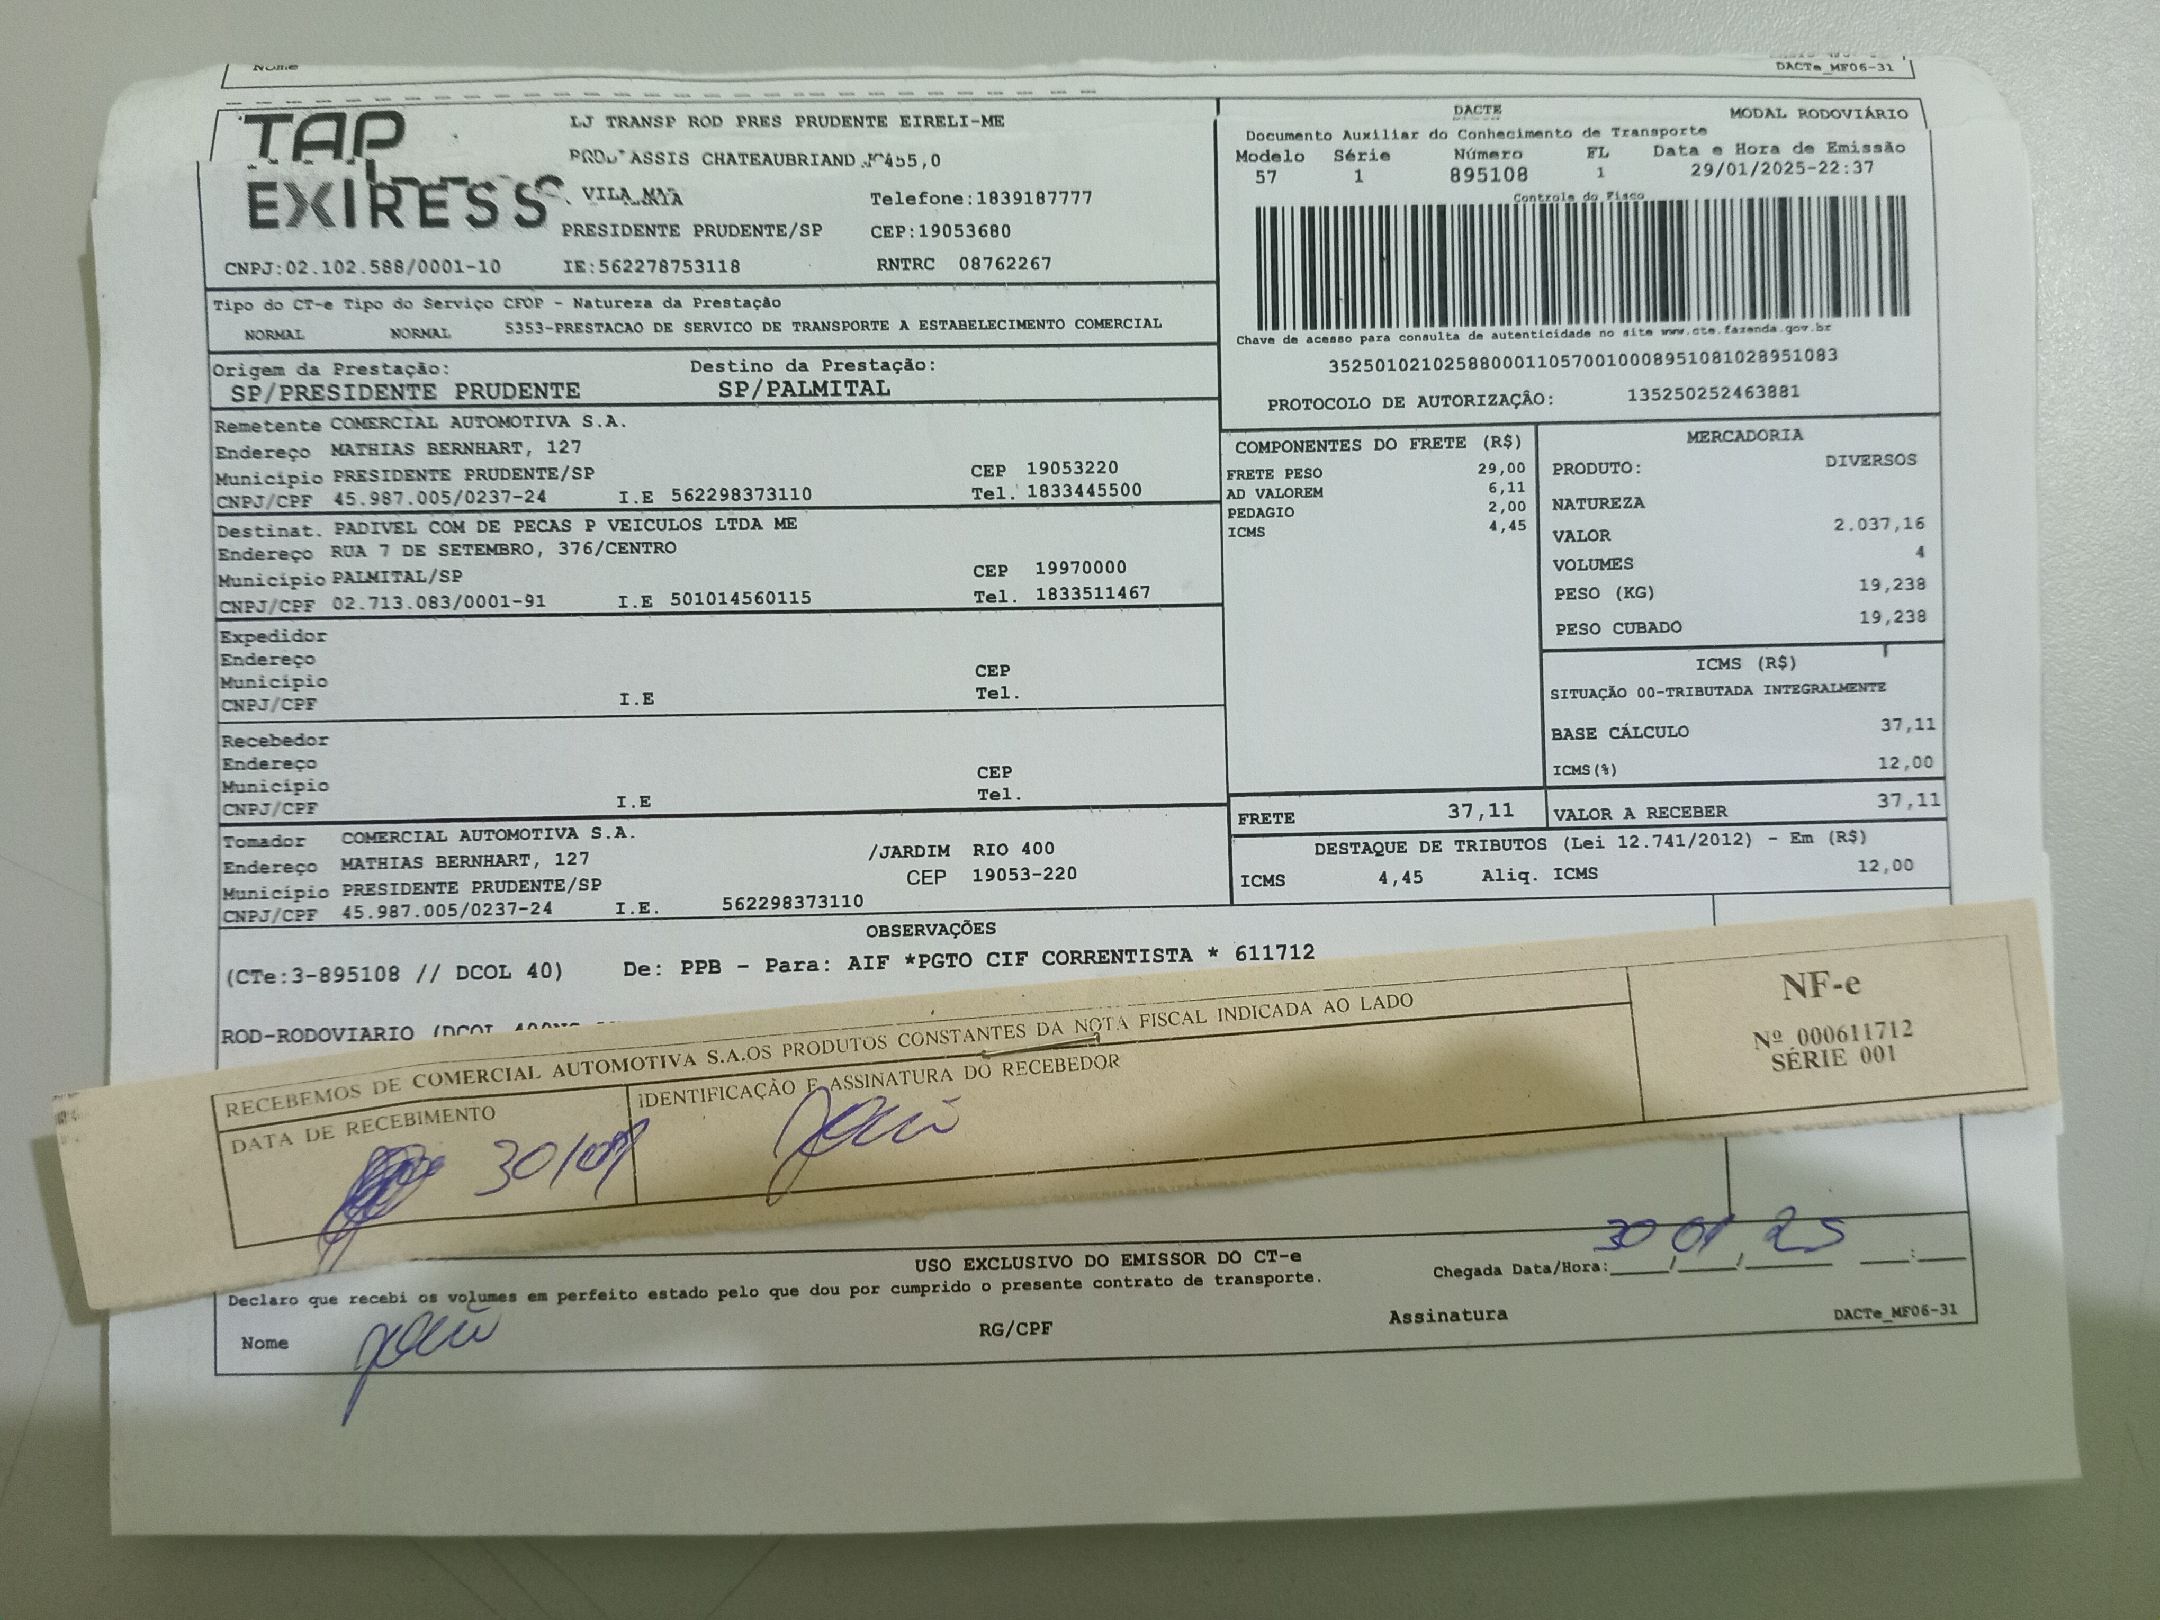 Nome
DACTe_MF06-31
TAP
LJ TRANSP ROD PRES PRUDENTE EIRELI-ME
ASSIS CHATEAUBRIAND 455,0
VILA
Telefone:1839187777
PRESIDENTE PRUDENTE/SP CEP:19053680
CNPJ:02.102.588/0001-10 IE:562278753118 RNTRC 08762267
DACTE MODAL RODOVIÁRIO
Documento Auxiliar do Conhecimento de Transporte
Modelo Série Número FL Data e Hora de Emissão
57 1 895108 1 29/01/2025-22:37
Controle do Fisco
Chave de acesso para consulta de autenticidade no site www.cte.fazenda.gov.br
35250102102588000110570010008951081028951083
PROTOCOLO DE AUTORIZAÇÂO: 135250252463881
Tipo do CT-e Tipo do Serviço CFOP - Natureza da Prestação
NORMAL NORMAL 5353-PRESTACAO DE SERVICO DE TRANSPORTE A ESTABELECIMENTO COMERCIAL
Origem da Prestação: Destino da Prestação:
SP/PRESIDENTE PRUDENTE SP/PALMITAL
Remetente COMERCIAL AUTOMOTIVA S.A.
Endereço MATHIAS BERNHART, 127
Município PRESIDENTE PRUDENTE/SP CEP 19053220
CNPJ/CPF 45.987.005/0237-24 I.E 562298373110 Tel. 1833445500
Destinat. PADIVEL COM DE PECAS P VEICULOS LTDA ME
Endereço RUA 7 DE SETEMBRO, 376/CENTRO
Município PALMITAL/SP CEP 19970000
CNPJ/CPF 02.713.083/0001-91 I.E 501014560115 Tel. 1833511467
Expedidor
Endereço
Município CEP
CNPJ/CPF I.E Tel.
Recebedor
Endereço
Município CEP
CNPJ/CPF I.E Tel.
Tomador COMERCIAL AUTOMOTIVA S.A.
Endereço MATHIAS BERNHART, 127 /JARDIM RIO 400
Município PRESIDENTE PRUDENTE/SP CEP 19053-220
CNPJ/CPF 45.987.005/0237-24 I.E. 562298373110
COMPONENTES DO FRETE (R$)
FRETE PESO 29,00
AD VALOREM 6,11
PEDAGIO 2,00
ICMS 4,45
MERCADORIA
PRODUTO: DIVERSOS
NATUREZA
VALOR 2.037,16
VOLUMES 4
PESO (KG) 19,238
PESO CUBADO 19,238
ICMS (R$)
SITUAÇÃO 00-TRIBUTADA INTEGRALMENTE
BASE CÁLCULO 37,11
ICMS(%) 12,00
FRETE 37,11 VALOR A RECEBER 37,11
DESTAQUE DE TRIBUTOS (Lei 12.741/2012) - Em (R$)
ICMS 4,45 Aliq. ICMS 12,00
OBSERVAÇÕES
(CTe:3-895108 // DCOL 40) De: PPB - Para: AIF *PGTO CIF CORRENTISTA * 611712
ROD-RODOVIARIO (DCOL
RECEBEMOS DE COMERCIAL AUTOMOTIVA S.A.OS PRODUTOS CONSTANTES DA NOTA FISCAL INDICADA AO LADO
DATA DE RECEBIMENTO IDENTIFICAÇÃO E ASSINATURA DO RECEBEDOR
30/01
NF-e
Nº 000611712
SÉRIE 001
USO EXCLUSIVO DO EMISSOR DO CT-e
Declaro que recebi os volumes em perfeito estado pelo que dou por cumprido o presente contrato de transporte.
Chegada Data/Hora: 30/01/25 :
Nome RG/CPF Assinatura DACTe_MF06-31